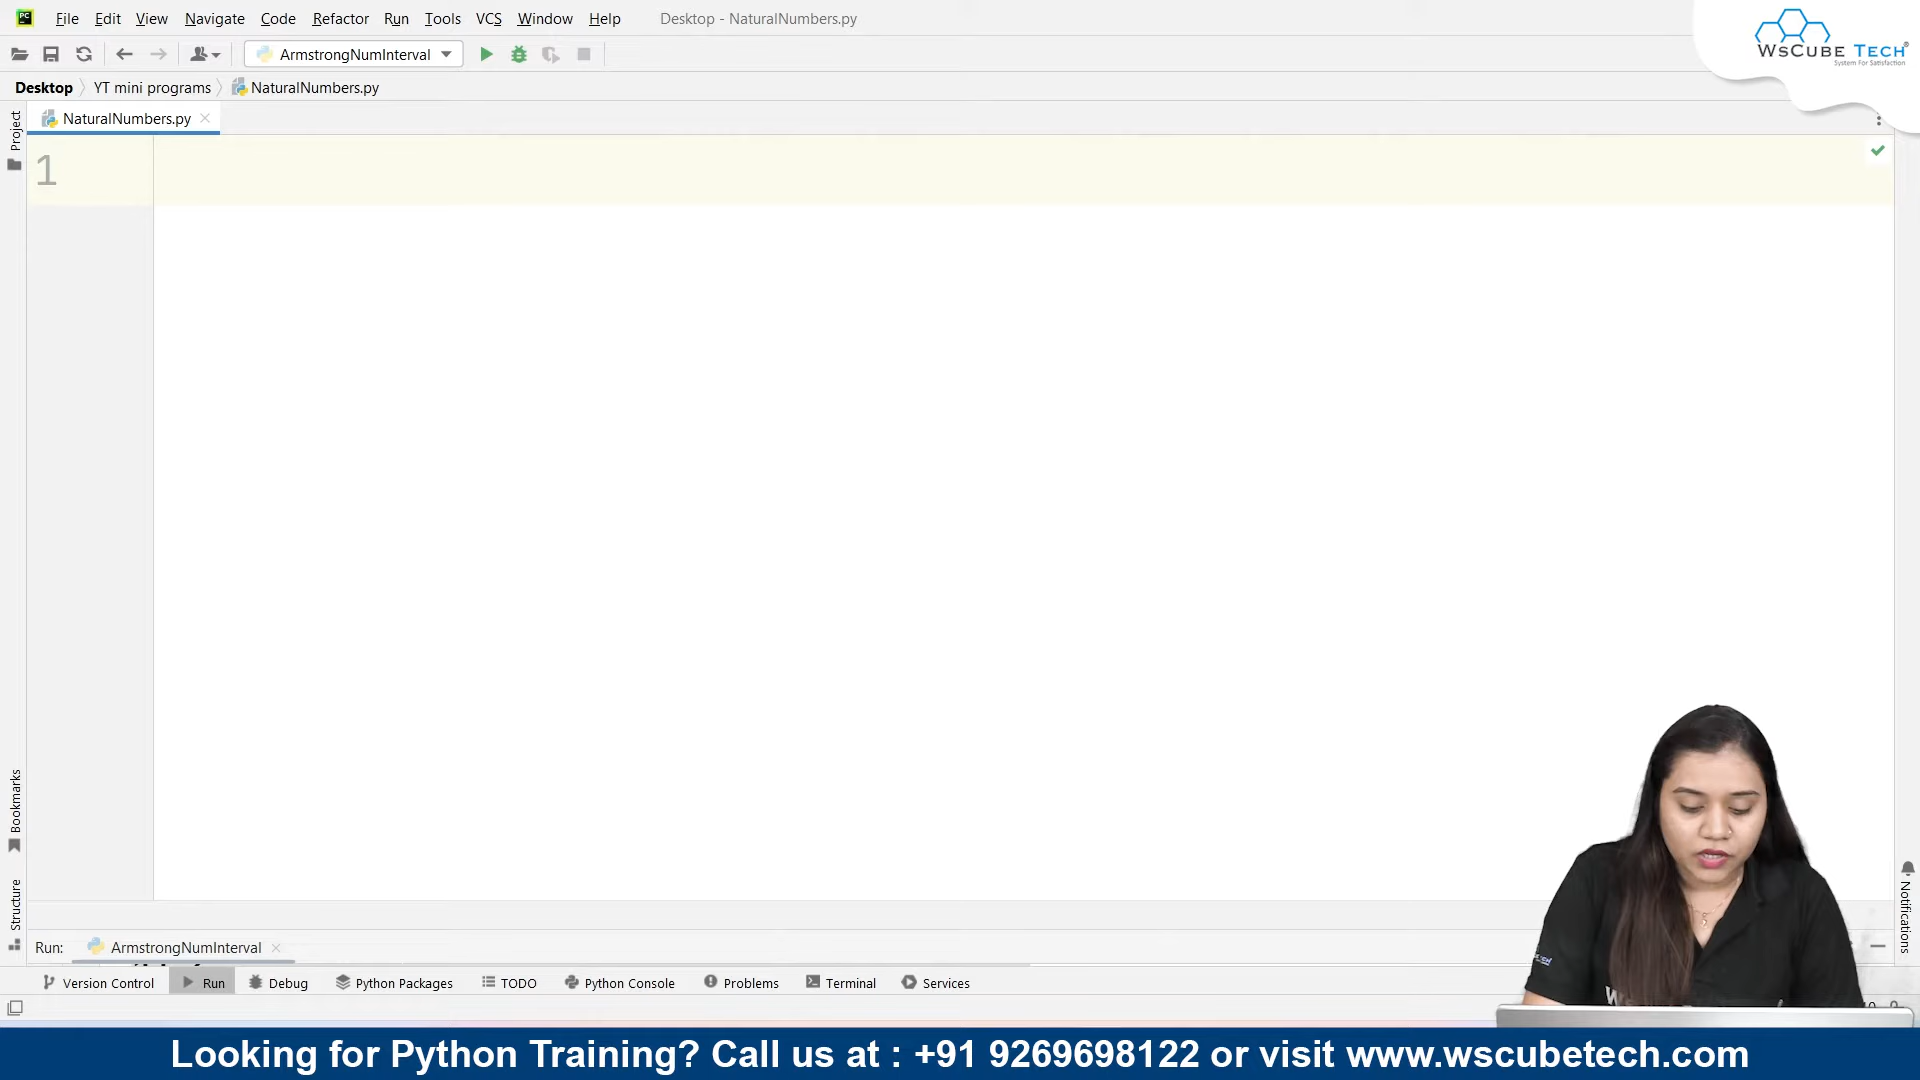 PC File Edit View Navigate Code Refactor Run Tools VCS Window Help Desktop - NaturalNumbers.py
WsCUBE TECH®
System For Satisfaction
ArmstrongNumInterval
Desktop YT mini programs NaturalNumbers.py
NaturalNumbers.py
Project
1
Bookmarks
Structure
Notifications
Run: ArmstrongNumInterval
Version Control Run Debug Python Packages TODO Python Console Problems Terminal Services
Looking for Python Training? Call us at : +91 9269698122 or visit www.wscubetech.com